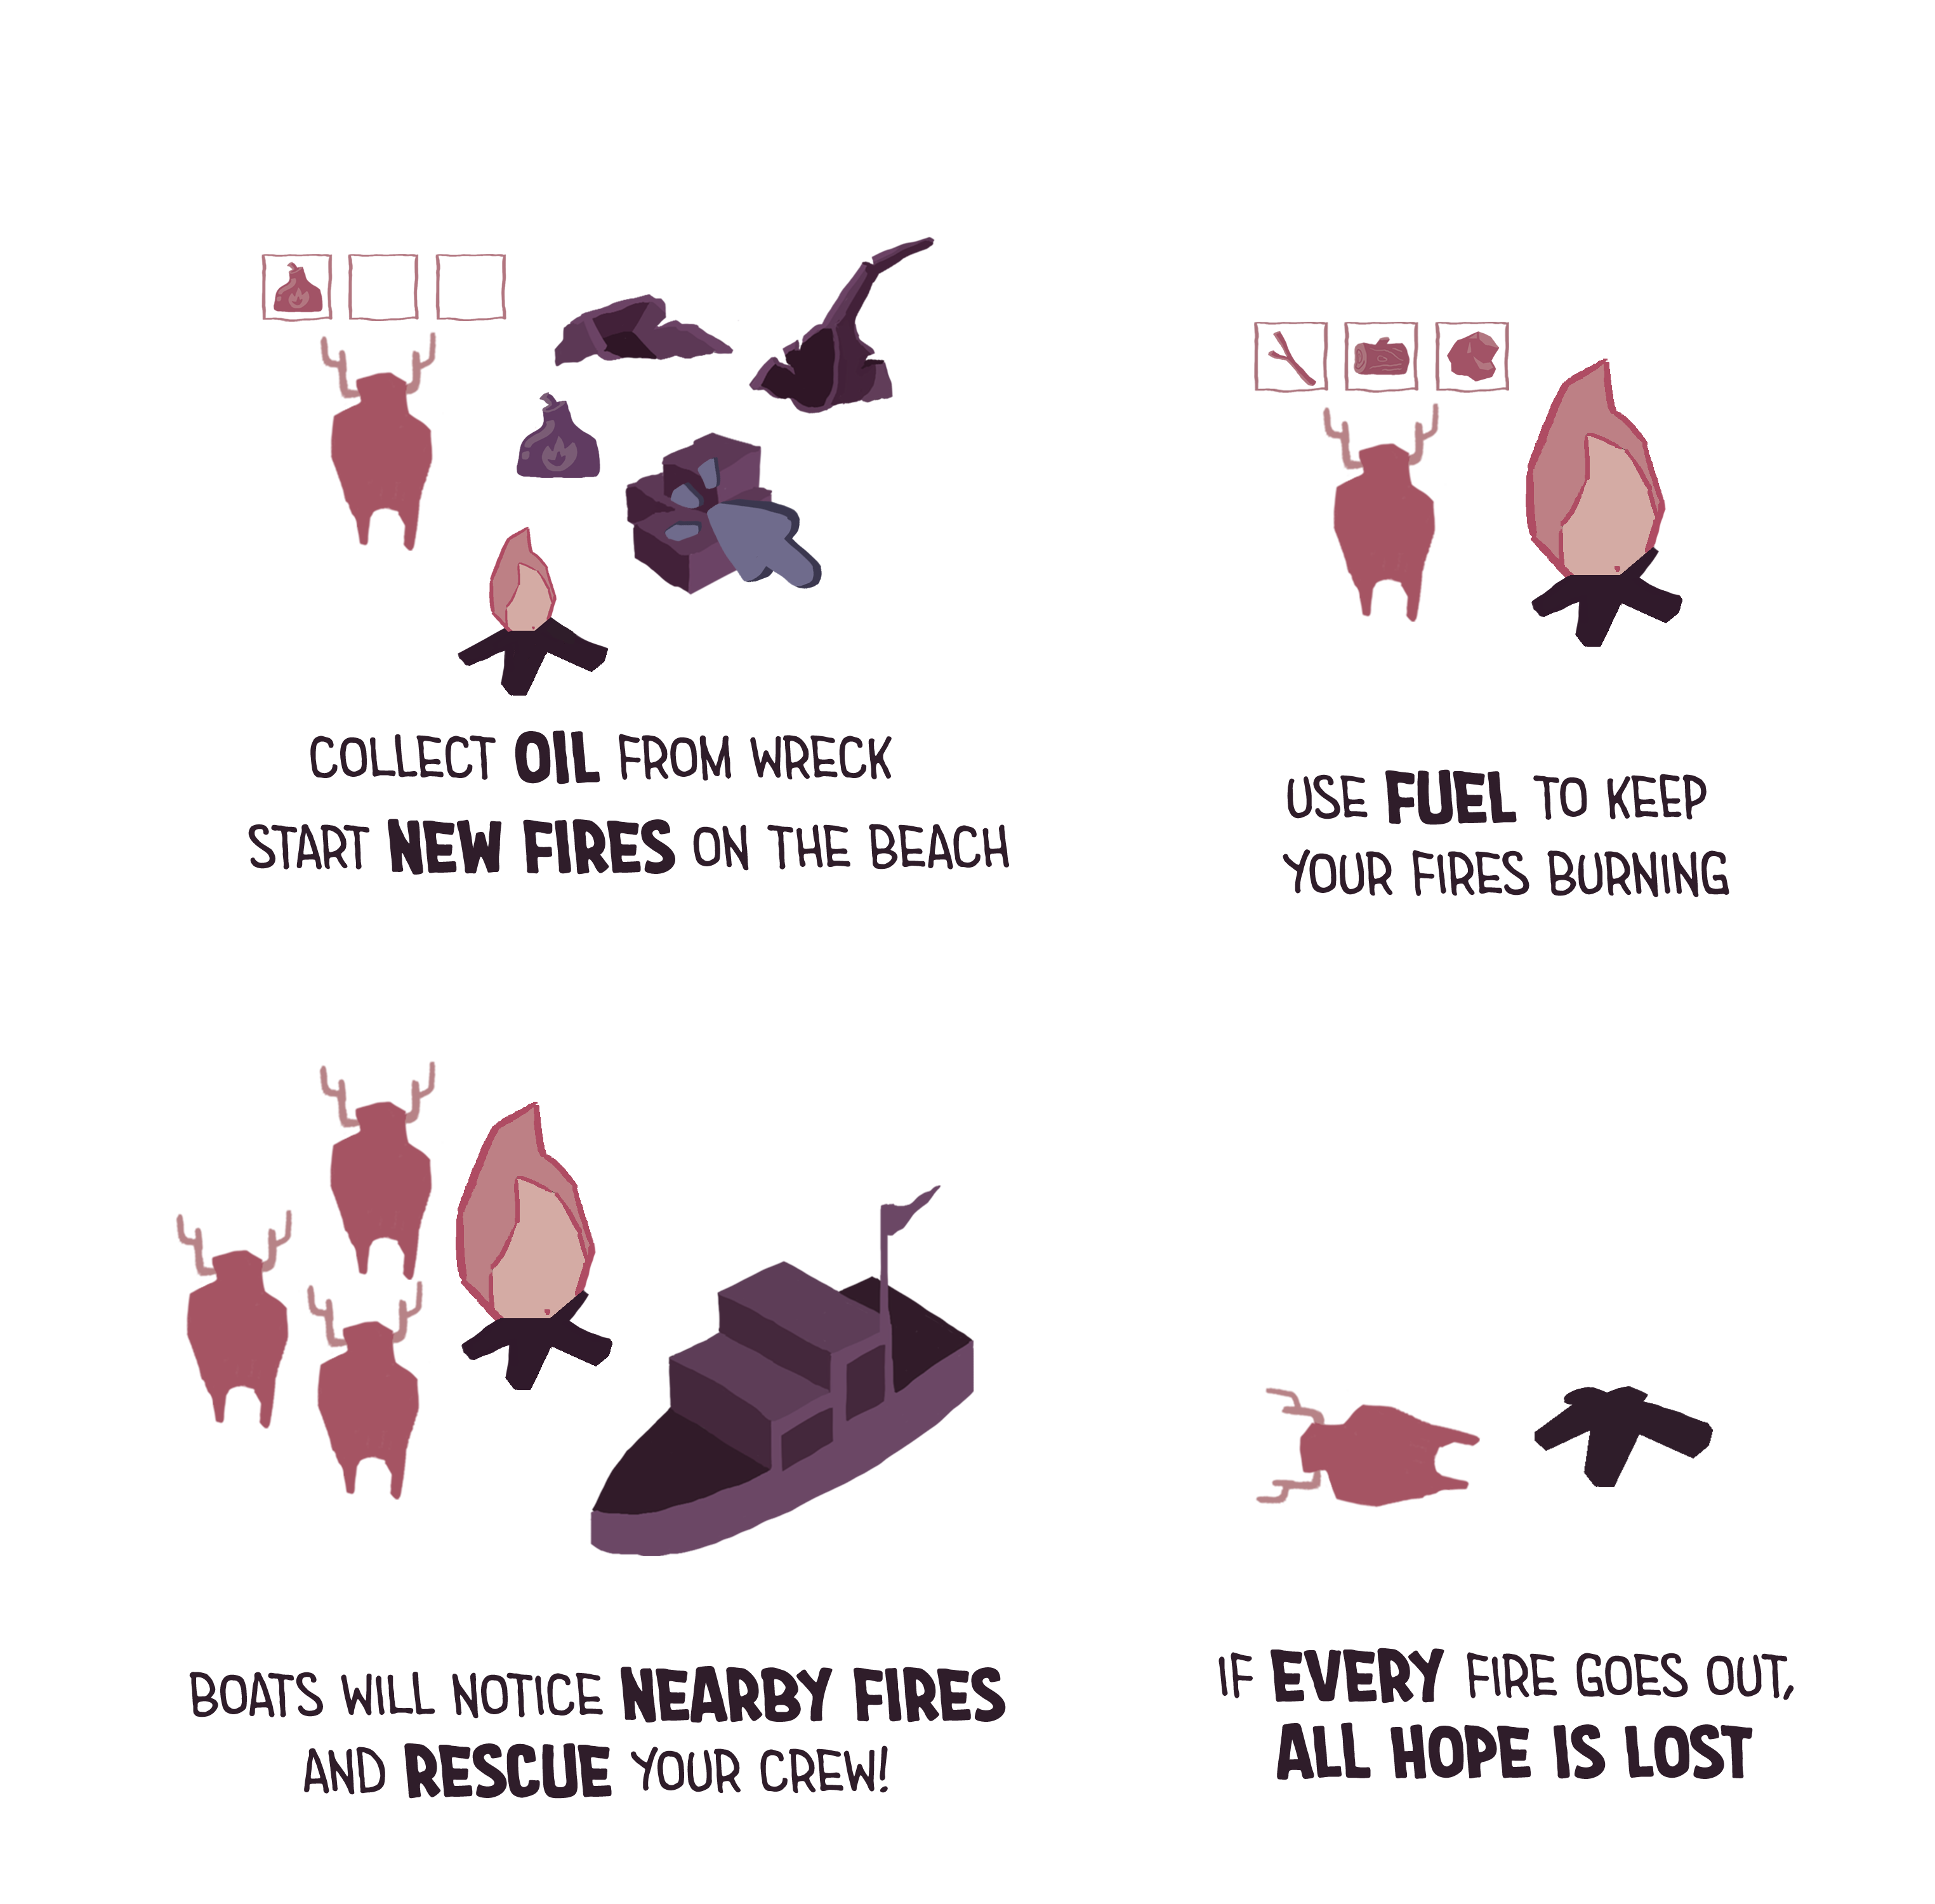 COLLECT OIL FROM WRECK
START NEW FIRES ON THE BEACH
USE FUEL TO KEEP
YOUR FIRES BURNING
BOATS WILL NOTICE NEARBY FIRES
AND RESCUE YOUR CREW!
IF EVERY FIRE GOES OUT,
ALL HOPE IS LOST